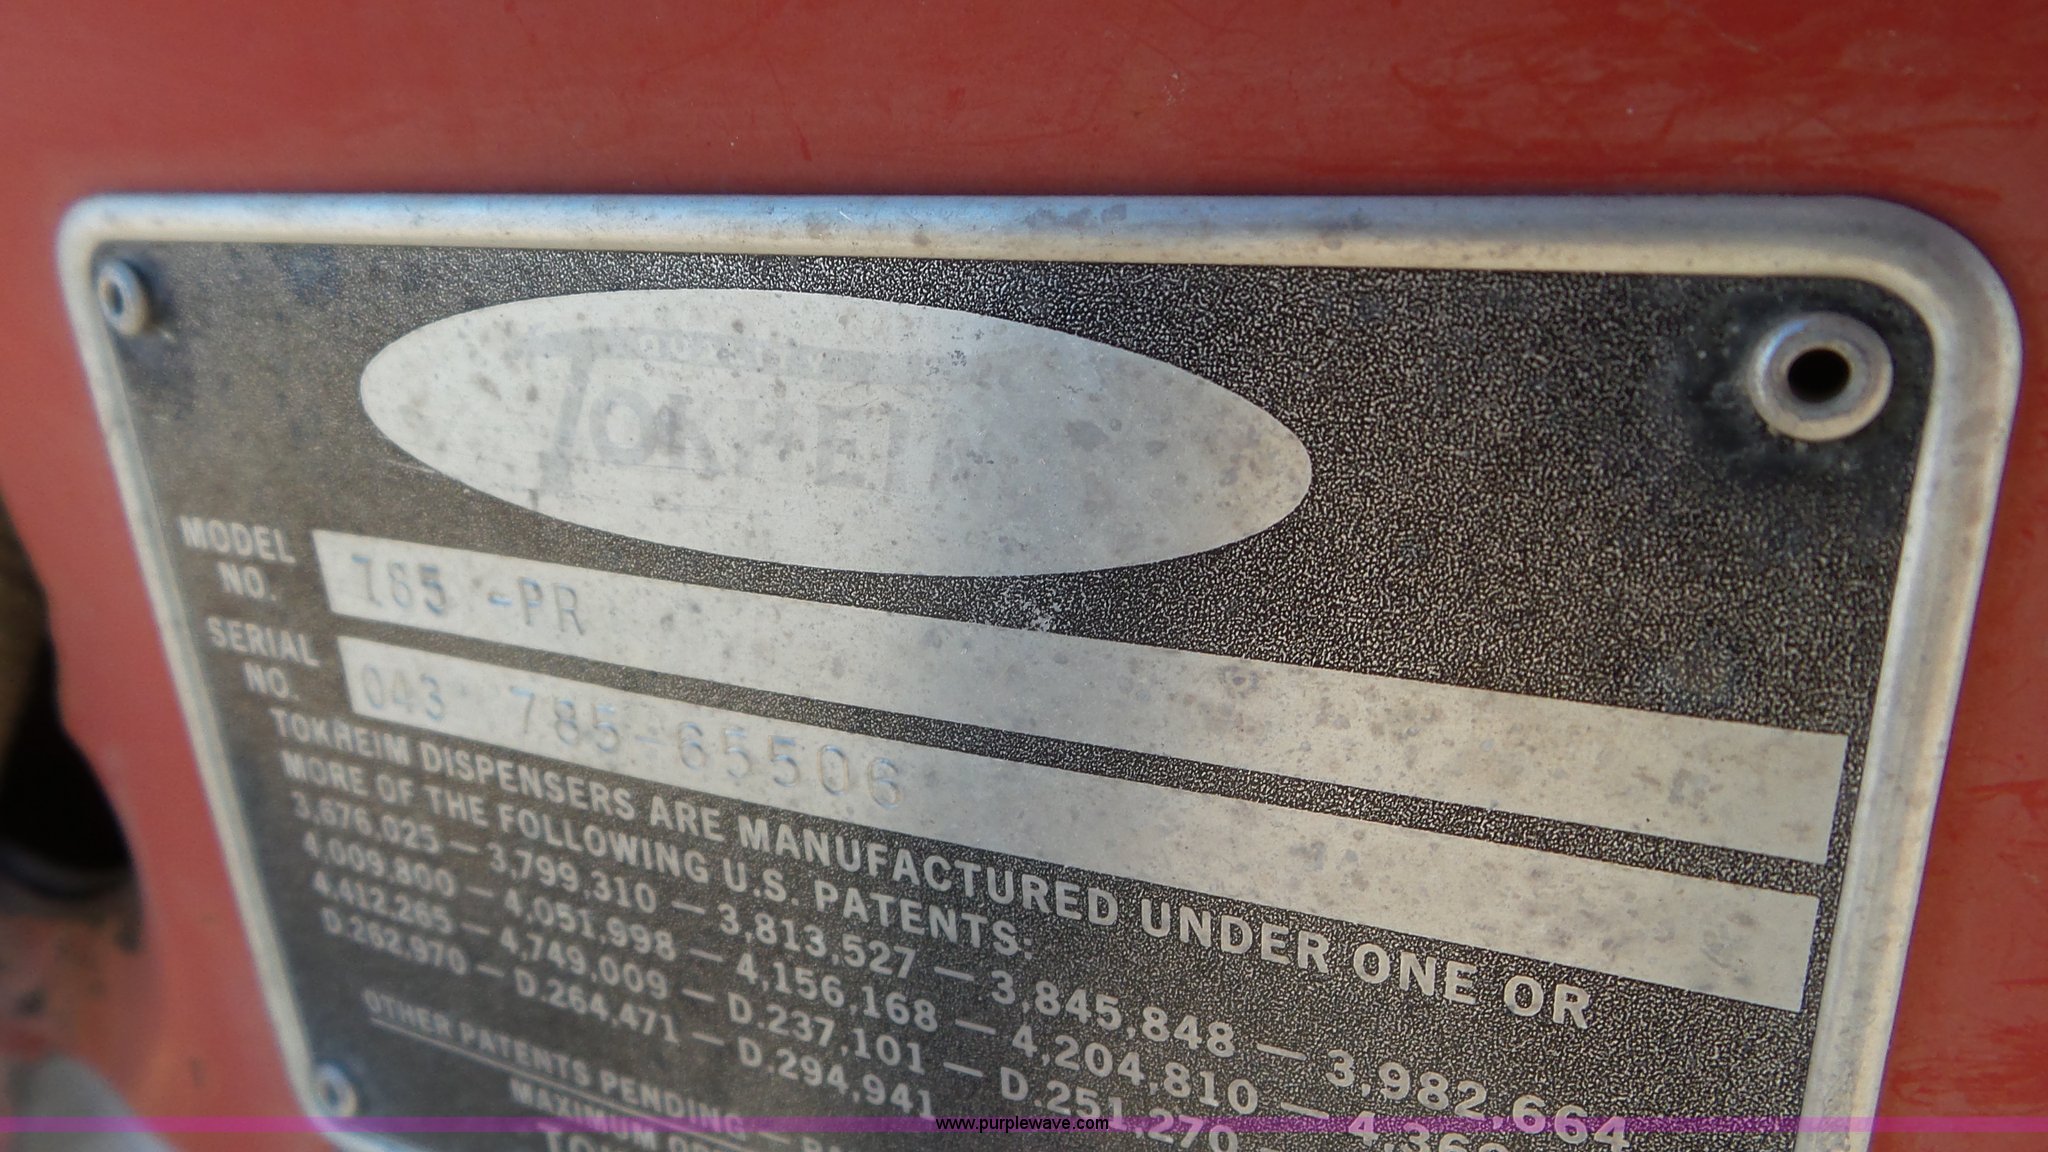 TOKHEIM
MODEL NO. 785 -PR
SERIAL NO. 043 785-65506
TOKHEIM DISPENSERS ARE MANUFACTURED UNDER ONE OR
MORE OF THE FOLLOWING U.S. PATENTS:
3,676,025 — 3,799,310 — 3,813,527 — 3,845,848 — 3,982,664
4,009,800 — 4,051,998 — 4,156,168 — 4,204,810 —
4,412,265 — 4,749,009 — D.237,101 — D.251,270 —
D.262,970 — D.264,471 — D.294,941
OTHER PATENTS PENDING —
MAXIMUM
www.purplewave.com